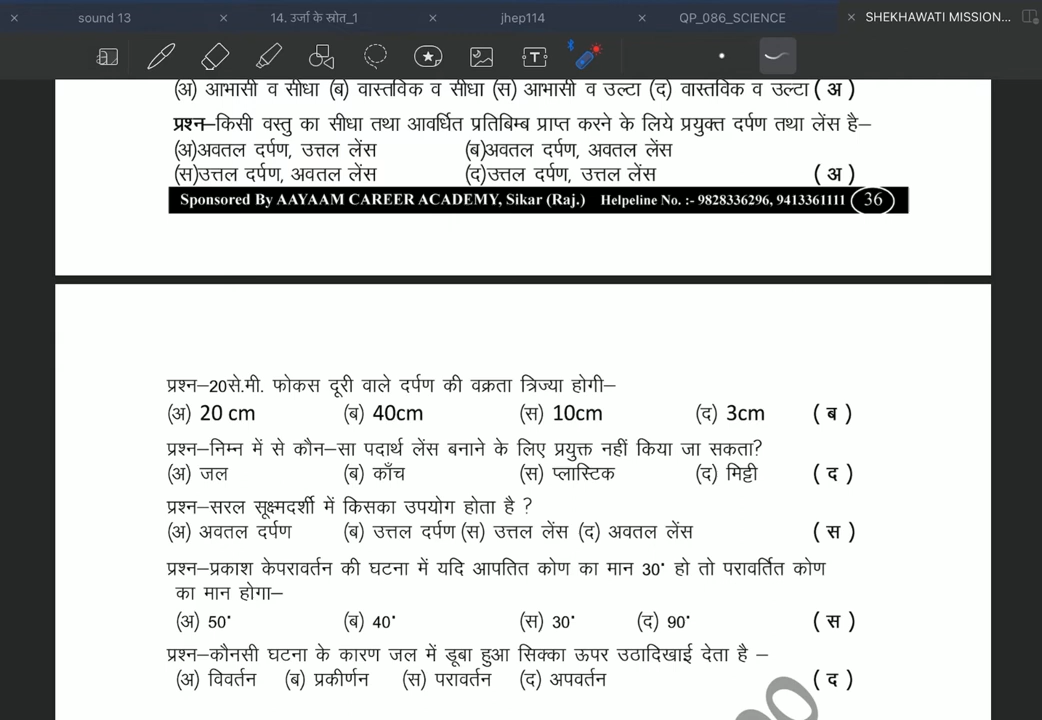 sound 13
14. उर्जा के स्रोत_1
jhep114
QP_086_SCIENCE
SHEKHAWATI MISSION...
(अ) आभासी व सीधा (ब) वास्तविक व सीधा (स) आभासी व उल्टा (द) वास्तविक व उल्टा ( अ )
प्रश्न–किसी वस्तु का सीधा तथा आवर्धित प्रतिबिम्ब प्राप्त करने के लिये प्रयुक्त दर्पण तथा लेंस है–
(अ)अवतल दर्पण, उत्तल लेंस (ब)अवतल दर्पण, अवतल लेंस
(स)उत्तल दर्पण, अवतल लेंस (द)उत्तल दर्पण, उत्तल लेंस ( अ )
Sponsored By AAYAAM CAREER ACADEMY, Sikar (Raj.) Helpeline No. :- 9828336296, 9413361111 36
प्रश्न–20से.मी. फोकस दूरी वाले दर्पण की वक्रता त्रिज्या होगी–
(अ) 20 cm (ब) 40cm (स) 10cm (द) 3cm ( ब )
प्रश्न–निम्न में से कौन–सा पदार्थ लेंस बनाने के लिए प्रयुक्त नहीं किया जा सकता?
(अ) जल (ब) काँच (स) प्लास्टिक (द) मिट्टी ( द )
प्रश्न–सरल सूक्ष्मदर्शी में किसका उपयोग होता है ?
(अ) अवतल दर्पण (ब) उत्तल दर्पण (स) उत्तल लेंस (द) अवतल लेंस ( स )
प्रश्न–प्रकाश केपरावर्तन की घटना में यदि आपतित कोण का मान 30° हो तो परावर्तित कोण
का मान होगा–
(अ) 50° (ब) 40° (स) 30° (द) 90° ( स )
प्रश्न–कौनसी घटना के कारण जल में डूबा हुआ सिक्का ऊपर उठादिखाई देता है –
(अ) विवर्तन (ब) प्रकीर्णन (स) परावर्तन (द) अपवर्तन ( द )